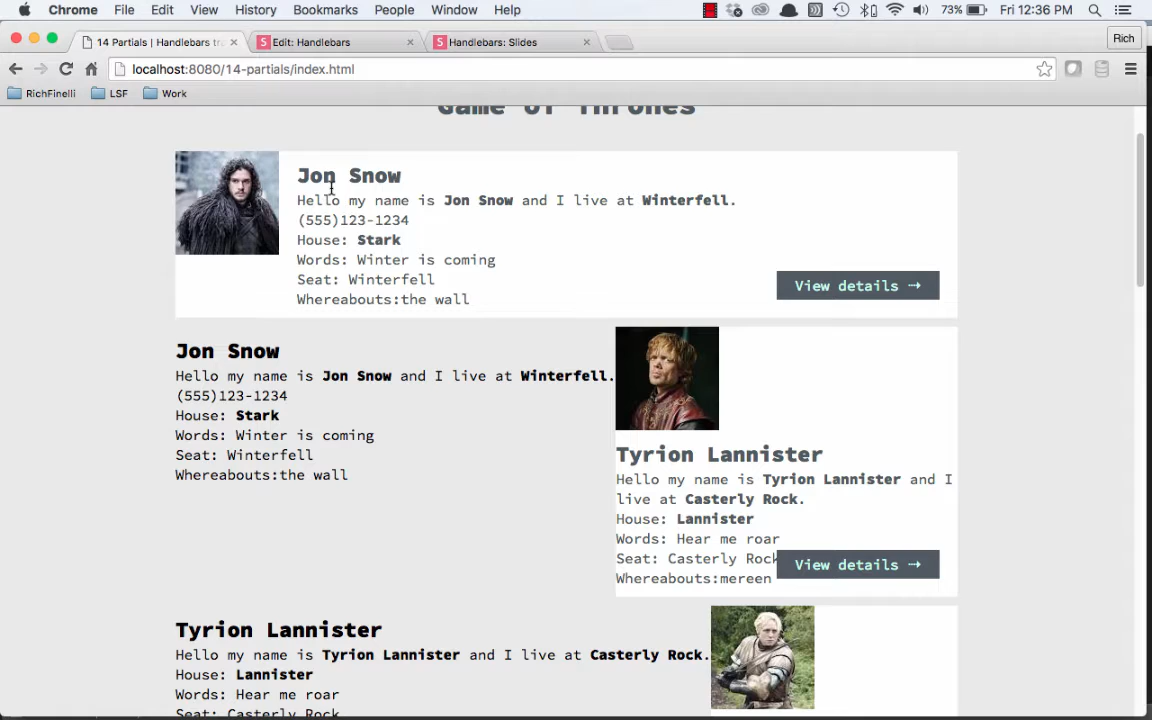 Chrome File Edit View History Bookmarks People Window Help 73% Fri 12:36 PM
14 Partials | Handlebars tr Edit: Handlebars Handlebars: Slides Rich
localhost:8080/14-partials/index.html
RichFinelli LSF Work
Game of Thrones
Jon Snow
Hello my name is Jon Snow and I live at Winterfell.
(555)123-1234
House: Stark
Words: Winter is coming
Seat: Winterfell
View details →
Whereabouts:the wall
Jon Snow
Hello my name is Jon Snow and I live at Winterfell.
(555)123-1234
House: Stark
Words: Winter is coming
Seat: Winterfell
Whereabouts:the wall
Tyrion Lannister
Hello my name is Tyrion Lannister and I
live at Casterly Rock.
House: Lannister
Words: Hear me roar
Seat: Casterly Rock
View details →
Whereabouts:mereen
Tyrion Lannister
Hello my name is Tyrion Lannister and I live at Casterly Rock.
House: Lannister
Words: Hear me roar
Seat: Casterly Rock